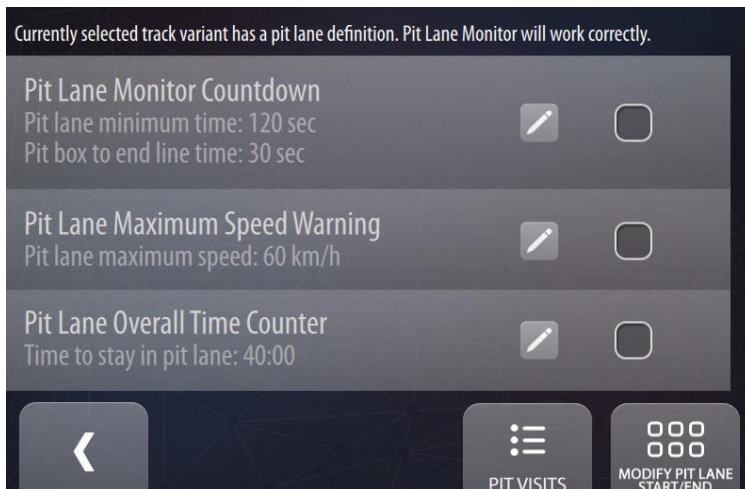 Currently selected track variant has a pit lane definition. Pit Lane Monitor will work correctly.
Pit Lane Monitor Countdown
Pit lane minimum time: 120 sec
Pit box to end line time: 30 sec
Pit Lane Maximum Speed Warning
Pit lane maximum speed: 60 km/h
Pit Lane Overall Time Counter
Time to stay in pit lane: 40:00
PIT VISITS
MODIFY PIT LANE
START/END